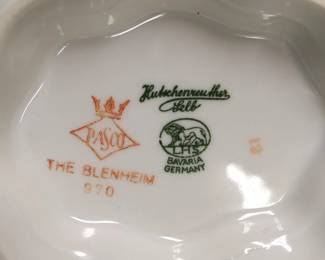 Hutschenreuther
Selb
PASCO
LHS
BAVARIA
GERMANY
THE BLENHEIM
970